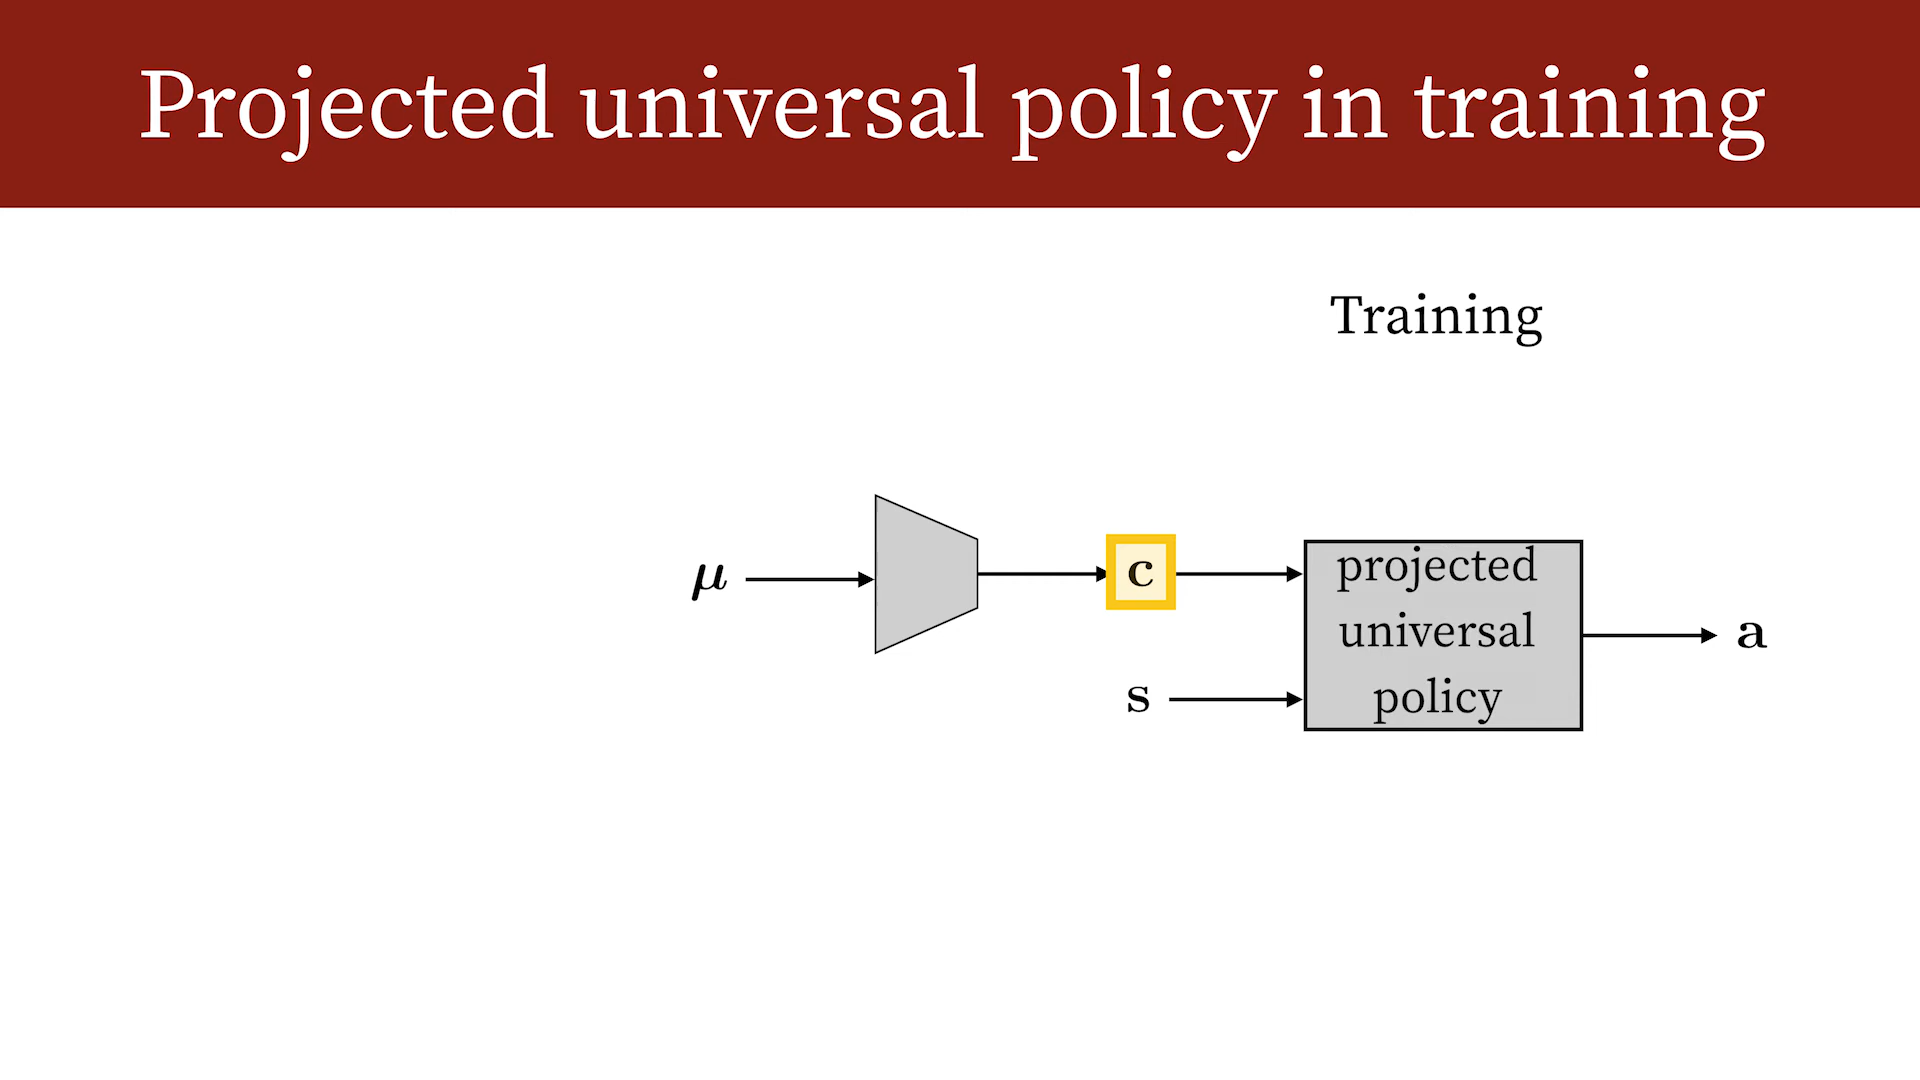 Projected universal policy in training
Training
μ
c
s
projected
universal
policy
a